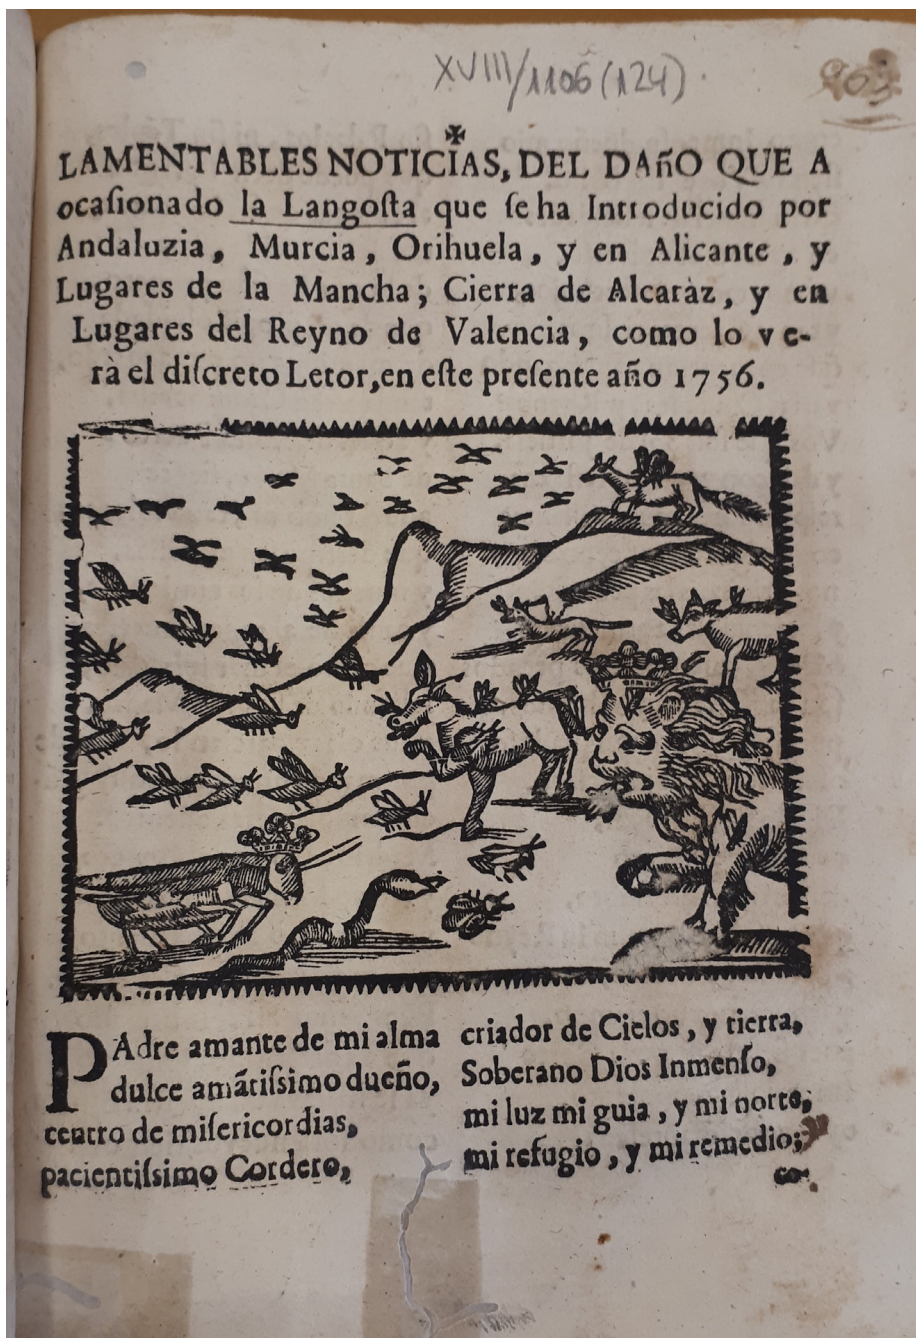 XVIII/1106(124).
903
✠
LAMENTABLES NOTICIAS, DEL DAñO QUE A
ocaſionado la Langoſta que ſe ha Introducido por
Andaluzia, Murcia, Orihuela, y en Alicante, y
Lugares de la Mancha; Cierra de Alcaràz, y en
Lugares del Reyno de Valencia, como lo ve-
rà el diſcreto Letor, en eſte preſente año 1756.
PAdre amante de mi alma
dulce amãtiſsimo dueño,
centro de miſericordias,
pacientiſsimo Cordero,
criador de Cielos, y tierra,
Soberano Dios Inmenſo,
mi luz mi guia, y mi norte,
mi refugio, y mi remedio;
co-